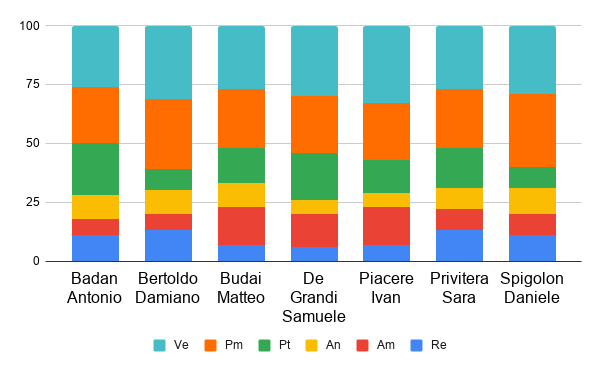 100
75
50
25
0
Badan Antonio
Bertoldo Damiano
Budai Matteo
De Grandi Samuele
Piacere Ivan
Privitera Sara
Spigolon Daniele
Ve Pm Pt An Am Re